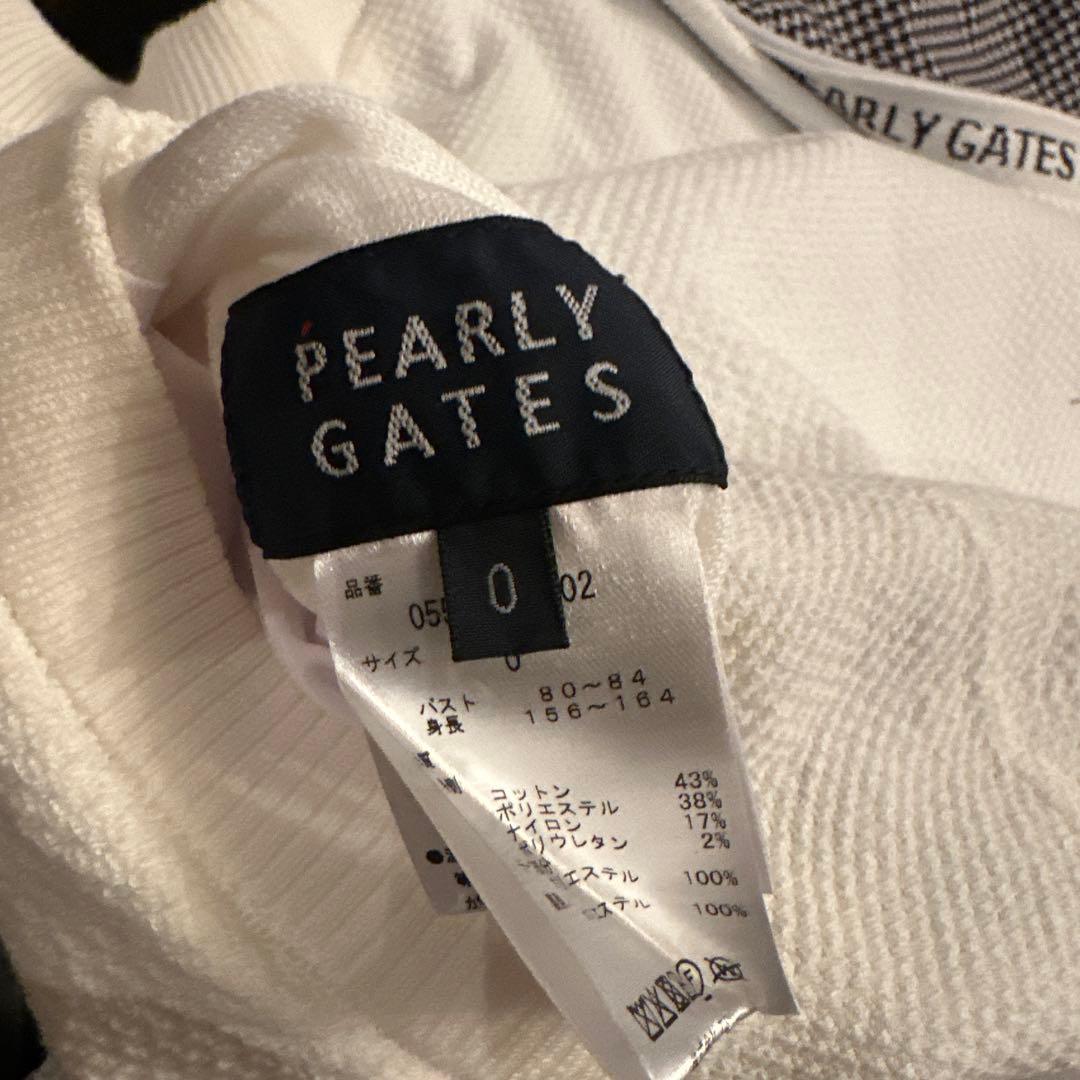 PEARLY GATES
PEARLY
GATES
0
品番
055 02
サイズ 0
バスト 80〜84
身長 156〜164
コットン 43%
ポリエステル 38%
ナイロン 17%
ポリウレタン 2%
エステル 100%
ステル 100%
F
W